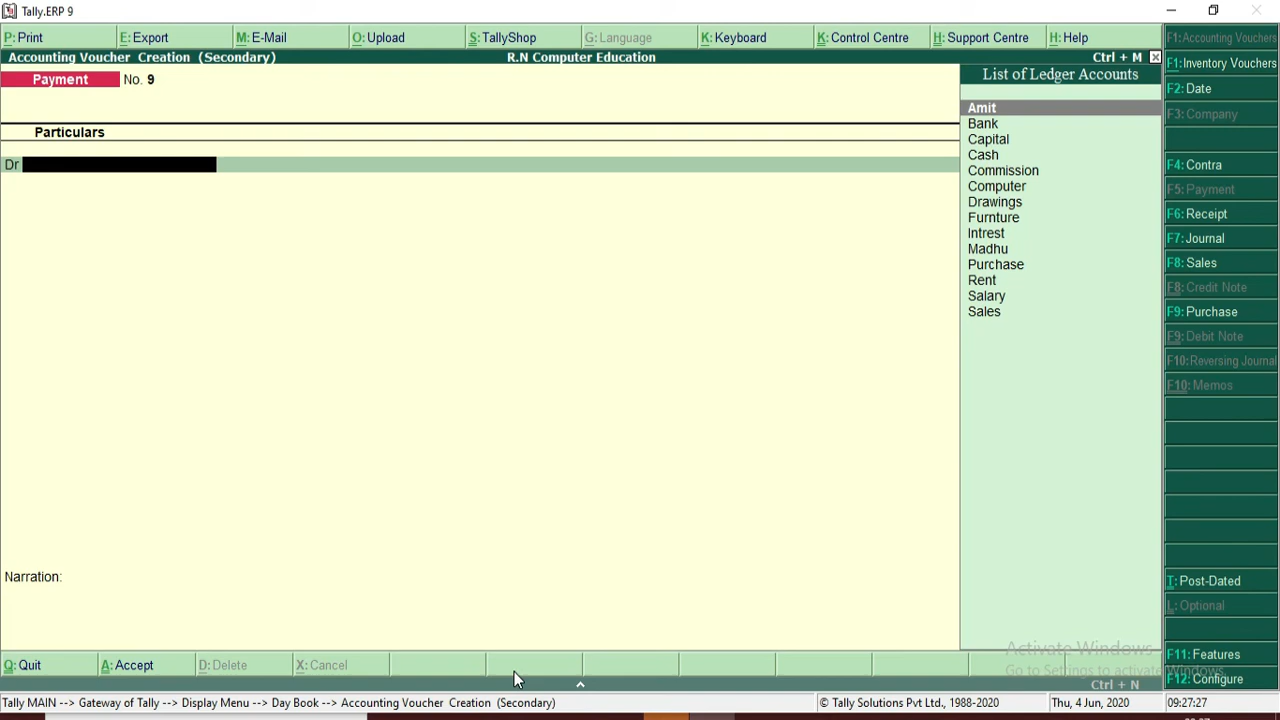 Tally.ERP 9
P: Print E: Export M: E-Mail O: Upload S: TallyShop G: Language K: Keyboard K: Control Centre H: Support Centre H: Help
F1: Accounting Vouchers
Accounting Voucher Creation (Secondary) R.N Computer Education Ctrl + M
F1: Inventory Vouchers
Payment No. 9
List of Ledger Accounts
F2: Date
Amit
F3: Company
Bank
Particulars
Capital
Cash
Dr
F4: Contra
Commission
Computer
F5: Payment
Drawings
Furnture
F6: Receipt
Intrest
F7: Journal
Madhu
Purchase
F8: Sales
Rent
F8: Credit Note
Salary
Sales
F9: Purchase
F9: Debit Note
F10: Reversing Journal
F10: Memos
Narration:
T: Post-Dated
L: Optional
Activate Windows
F11: Features
Q: Quit A: Accept D: Delete X: Cancel
Go to Settings to activate Windows.
F12: Configure
Ctrl + N
Tally MAIN --> Gateway of Tally --> Display Menu --> Day Book --> Accounting Voucher Creation (Secondary) © Tally Solutions Pvt Ltd., 1988-2020 Thu, 4 Jun, 2020 09:27:27